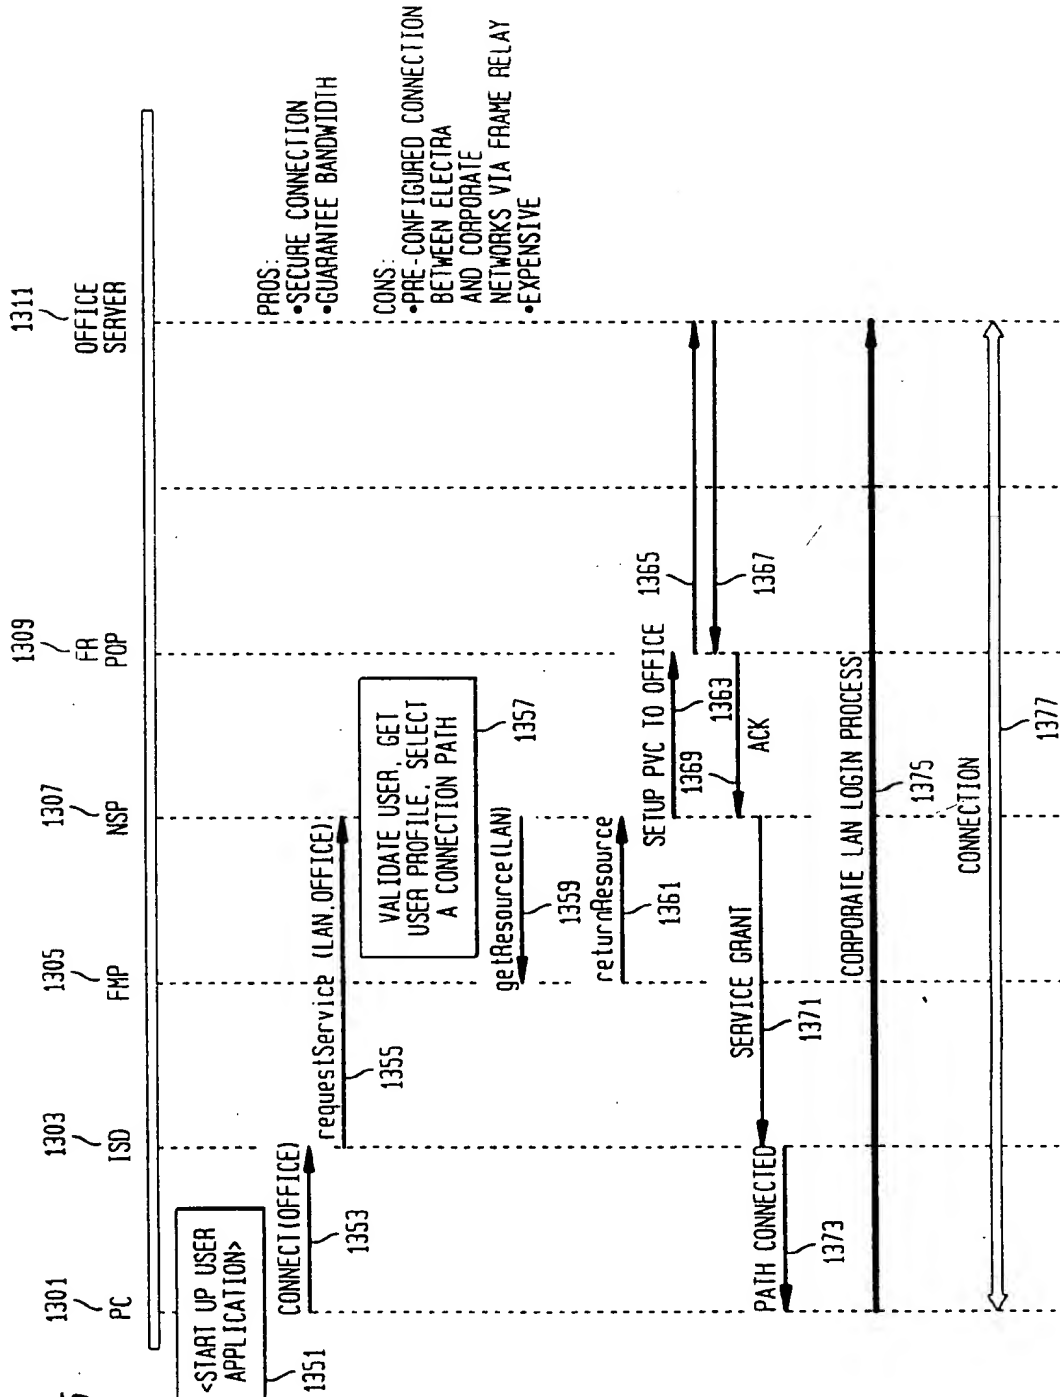 1301
PC
1303
ISD
1305
FMP
1307
NSP
1309
FR
POP
1311
OFFICE
SERVER
<START UP USER
APPLICATION>
1351
CONNECT(OFFICE)
1353
requestService (LAN.OFFICE)
1355
VALIDATE USER, GET
USER PROFILE, SELECT
A CONNECTION PATH
1357
getResource(LAN)
1359
returnResource
1361
SETUP PVC TO OFFICE
1363
1365
1367
1369
ACK
SERVICE GRANT
1371
PATH CONNECTED
1373
CORPORATE LAN LOGIN PROCESS
1375
CONNECTION
1377
PROS:
•SECURE CONNECTION
•GUARANTEE BANDWIDTH
CONS:
•PRE-CONFIGURED CONNECTION
BETWEEN ELECTRA
AND CORPORATE
NETWORKS VIA FRAME RELAY
•EXPENSIVE